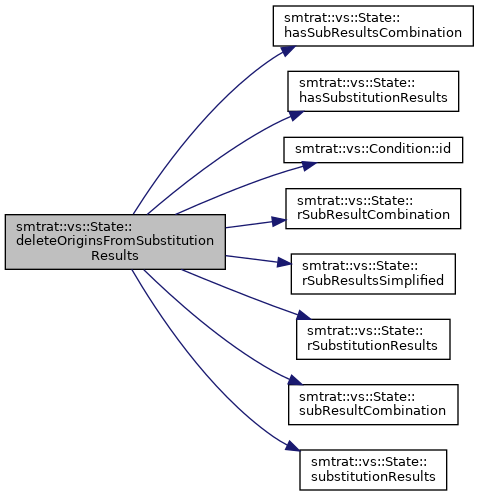 smtrat::vs::State::
deleteOriginsFromSubstitution
Results
smtrat::vs::State::
hasSubResultsCombination
smtrat::vs::State::
hasSubstitutionResults
smtrat::vs::Condition::id
smtrat::vs::State::
rSubResultCombination
smtrat::vs::State::
rSubResultsSimplified
smtrat::vs::State::
rSubstitutionResults
smtrat::vs::State::
subResultCombination
smtrat::vs::State::
substitutionResults